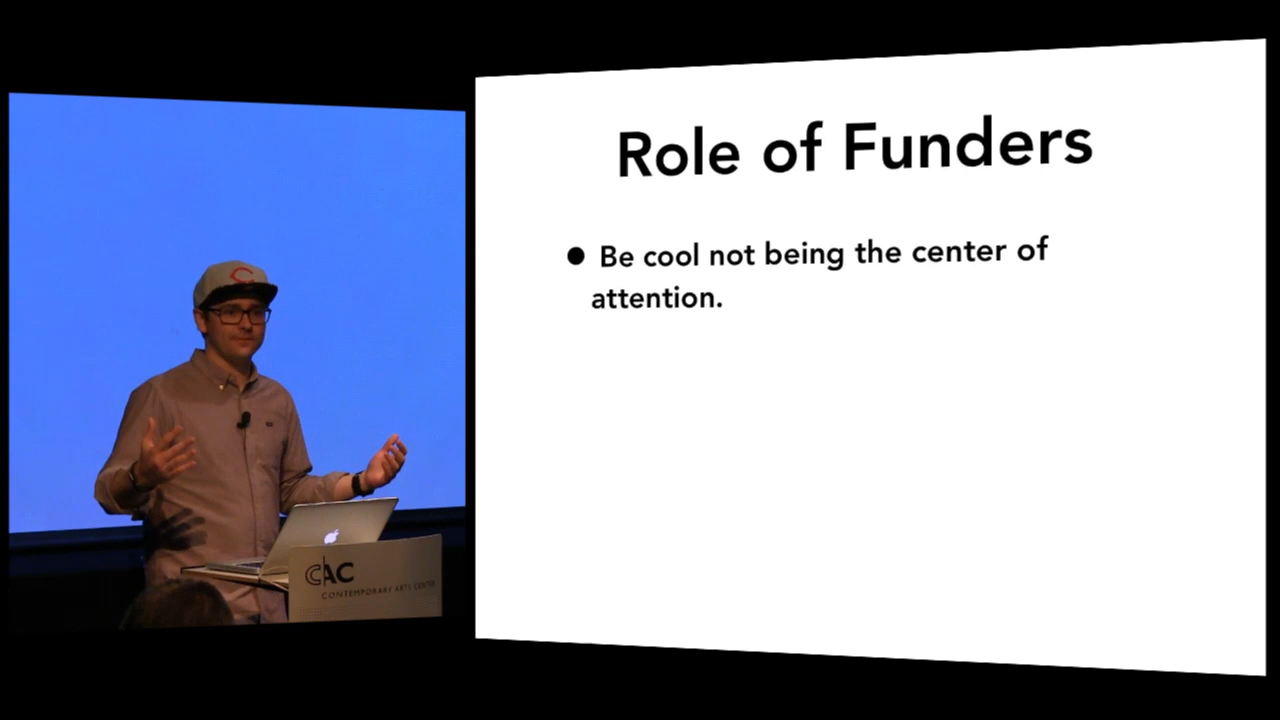 Role of Funders
● Be cool not being the center of
attention.
C
CAC
CONTEMPORARY ARTS CENTER